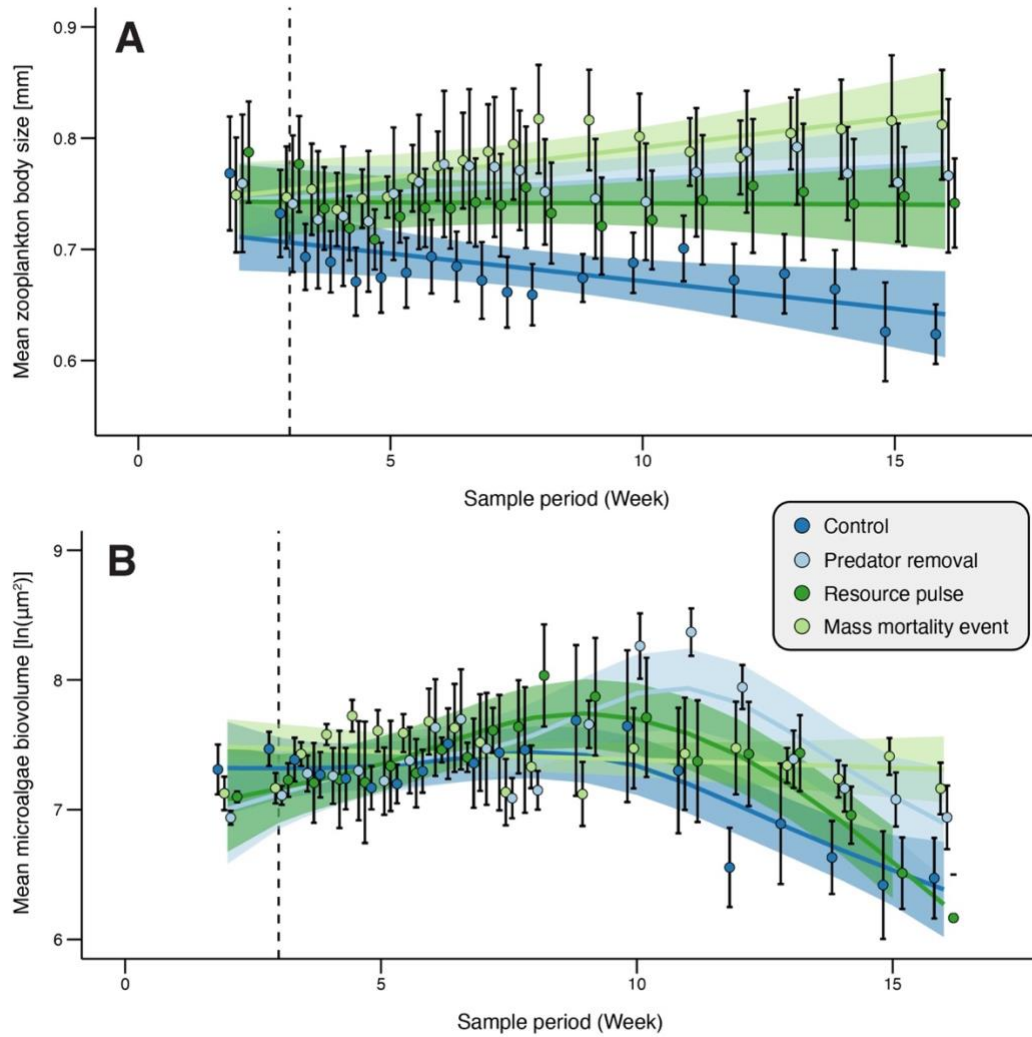 A
Mean zooplankton body size [mm]
0.9
0.8
0.7
0.6
0
5
10
15
Sample period (Week)
Control
Predator removal
Resource pulse
Mass mortality event
B
Mean microalgae biovolume [ln(µm²)]
9
8
7
6
0
5
10
15
Sample period (Week)